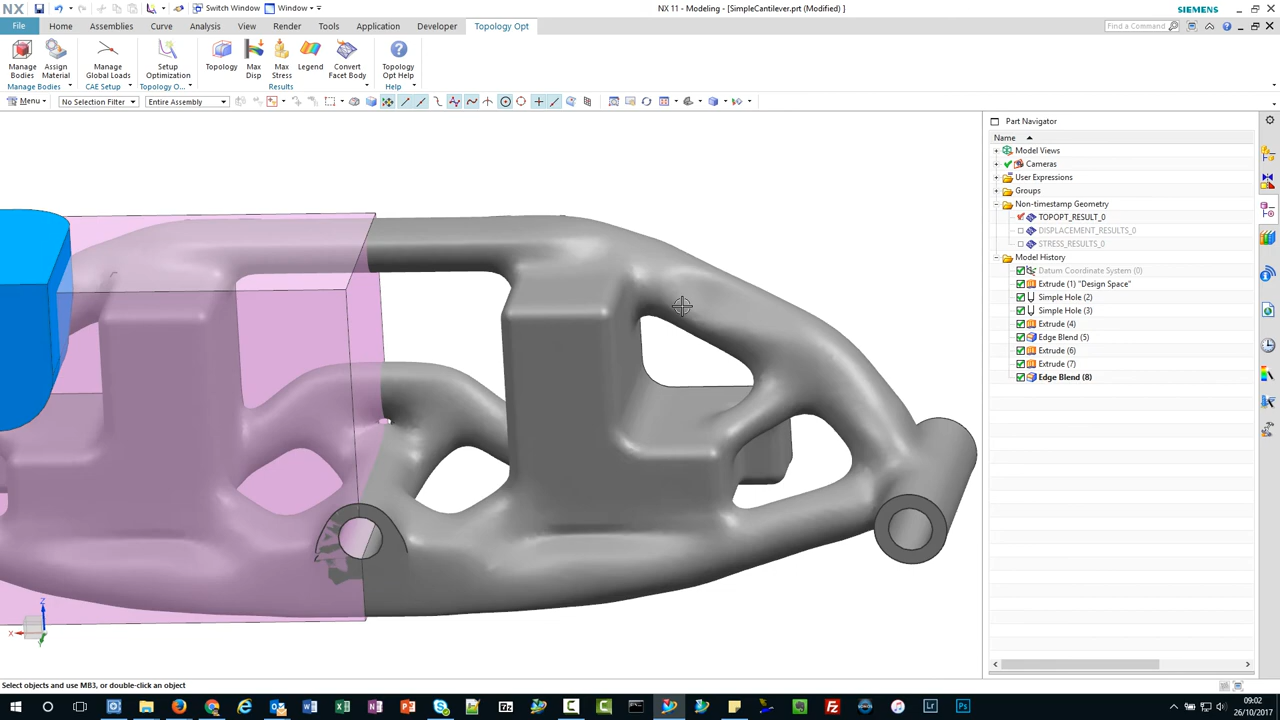 NX
Switch Window
Window
NX 11 - Modeling - [SimpleCantilever.prt (Modified) ]
SIEMENS
File
Home
Assemblies
Curve
Analysis
View
Render
Tools
Application
Developer
Topology Opt
Find a Command
Manage Bodies
Assign Material
Manage Global Loads
Setup Optimization
Topology
Max Disp
Max Stress
Legend
Convert Facet Body
Topology Opt Help
Manage Bodies
CAE Setup
Topology O...
Results
Help
Menu
No Selection Filter
Entire Assembly
Part Navigator
Name
Model Views
Cameras
User Expressions
Groups
Non-timestamp Geometry
TOPOPT_RESULT_0
DISPLACEMENT_RESULTS_0
STRESS_RESULTS_0
Model History
Datum Coordinate System (0)
Extrude (1) "Design Space"
Simple Hole (2)
Simple Hole (3)
Extrude (4)
Edge Blend (5)
Extrude (6)
Extrude (7)
Edge Blend (8)
Z
X
Y
Select objects and use MB3, or double-click an object
09:02
26/10/2017